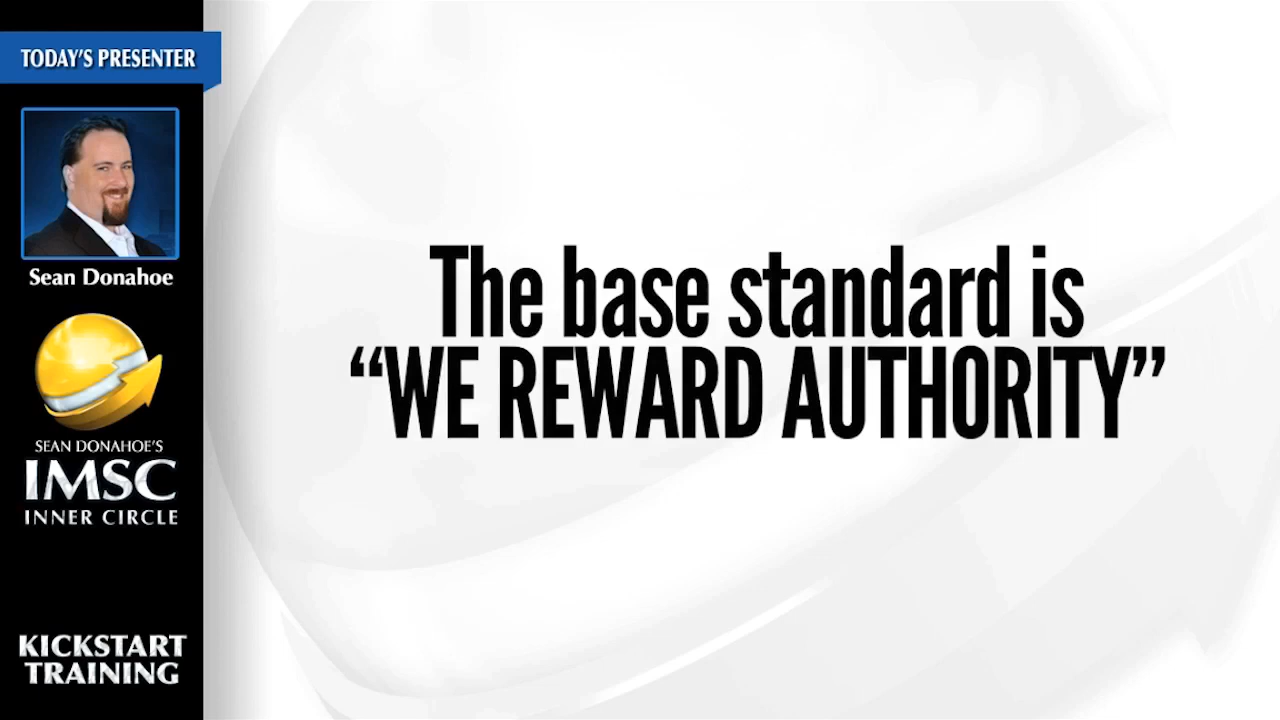 TODAY'S PRESENTER
Sean Donahoe
SEAN DONAHOE'S
IMSC
INNER CIRCLE
KICKSTART
TRAINING
The base standard is
“WE REWARD AUTHORITY”